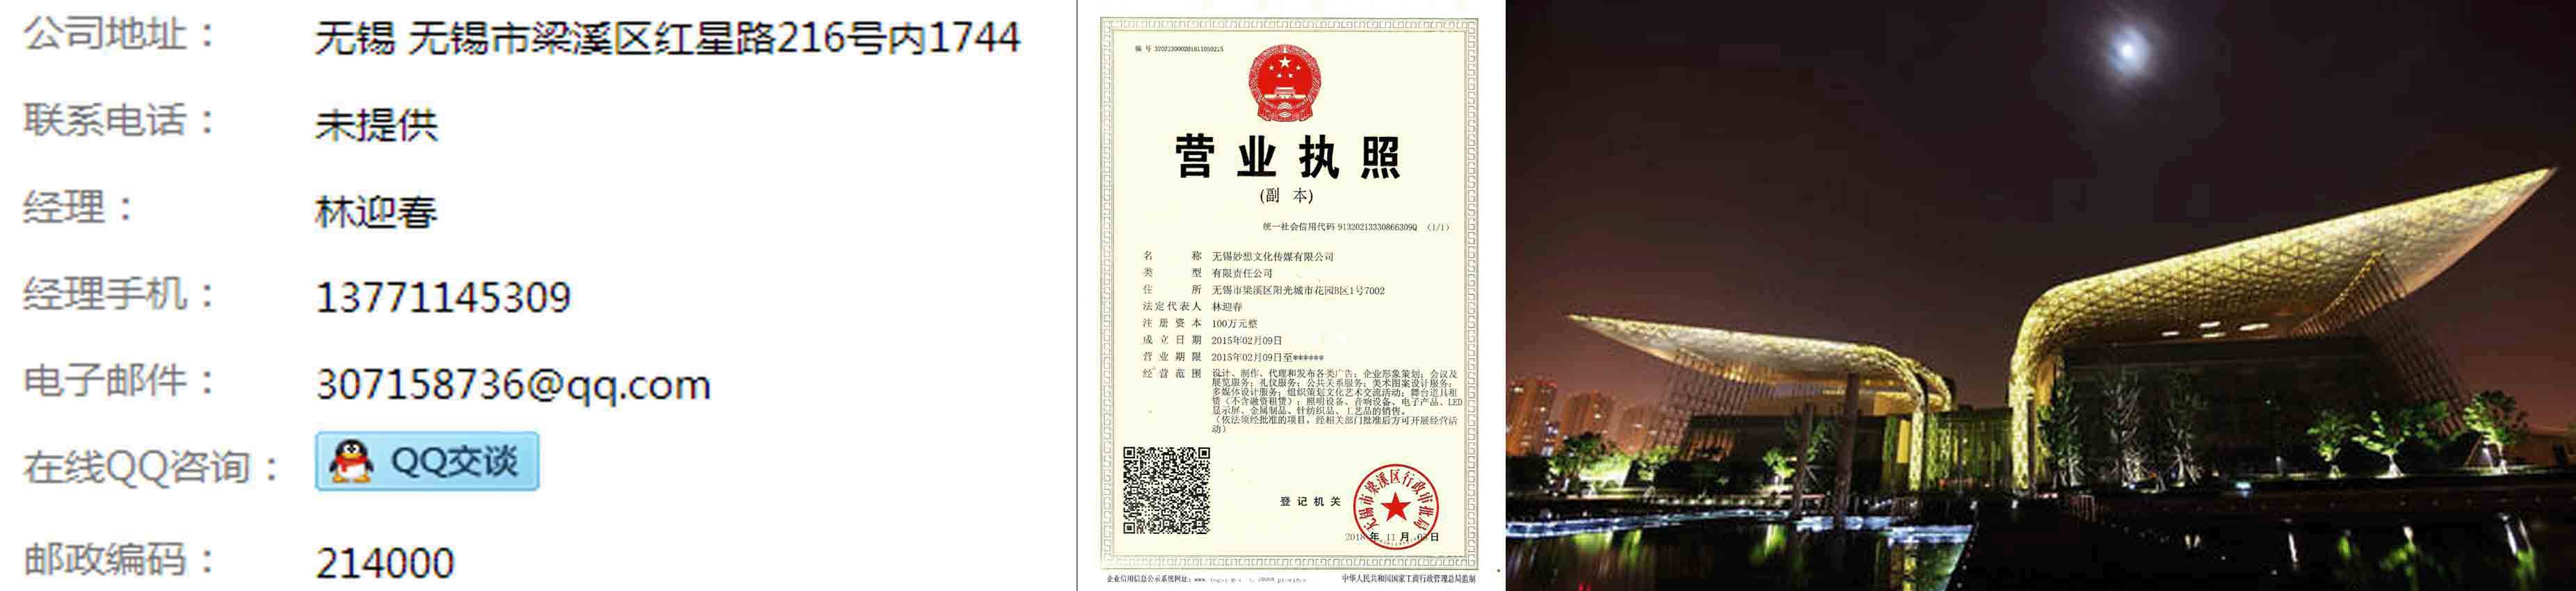 公司地址： 无锡 无锡市梁溪区红星路216号内1744
联系电话： 未提供
经理： 林迎春
经理手机： 13771145309
电子邮件： 307158736@qq.com
在线QQ咨询： QQ交谈
邮政编码： 214000
编 号 320213000201811050215
营业执照
(副 本)
统一社会信用代码 91320213330866309Q (1/1)
名 称 无锡妙想文化传媒有限公司
类 型 有限责任公司
住 所 无锡市梁溪区阳光城市花园B区1号7002
法定代表人 林迎春
注册资本 100万元整
成立日期 2015年02月09日
营业期限 2015年02月09日至******
经营范围 设计、制作、代理和发布各类广告；企业形象策划；会议及
展览服务；礼仪服务；公共关系服务；美术图案设计服务；
多媒体设计服务；组织策划文化艺术交流活动；舞台道具租
赁（不含融资租赁）；照明设备、音响设备、电子产品、LED
显示屏、金属制品、针纺织品、工艺品的销售。
（依法须经批准的项目，经相关部门批准后方可开展经营活
动）
登记机关
无锡市梁溪区行政审批局
2018年 11月 日
企业信用信息公示系统网址：
中华人民共和国国家工商行政管理总局监制